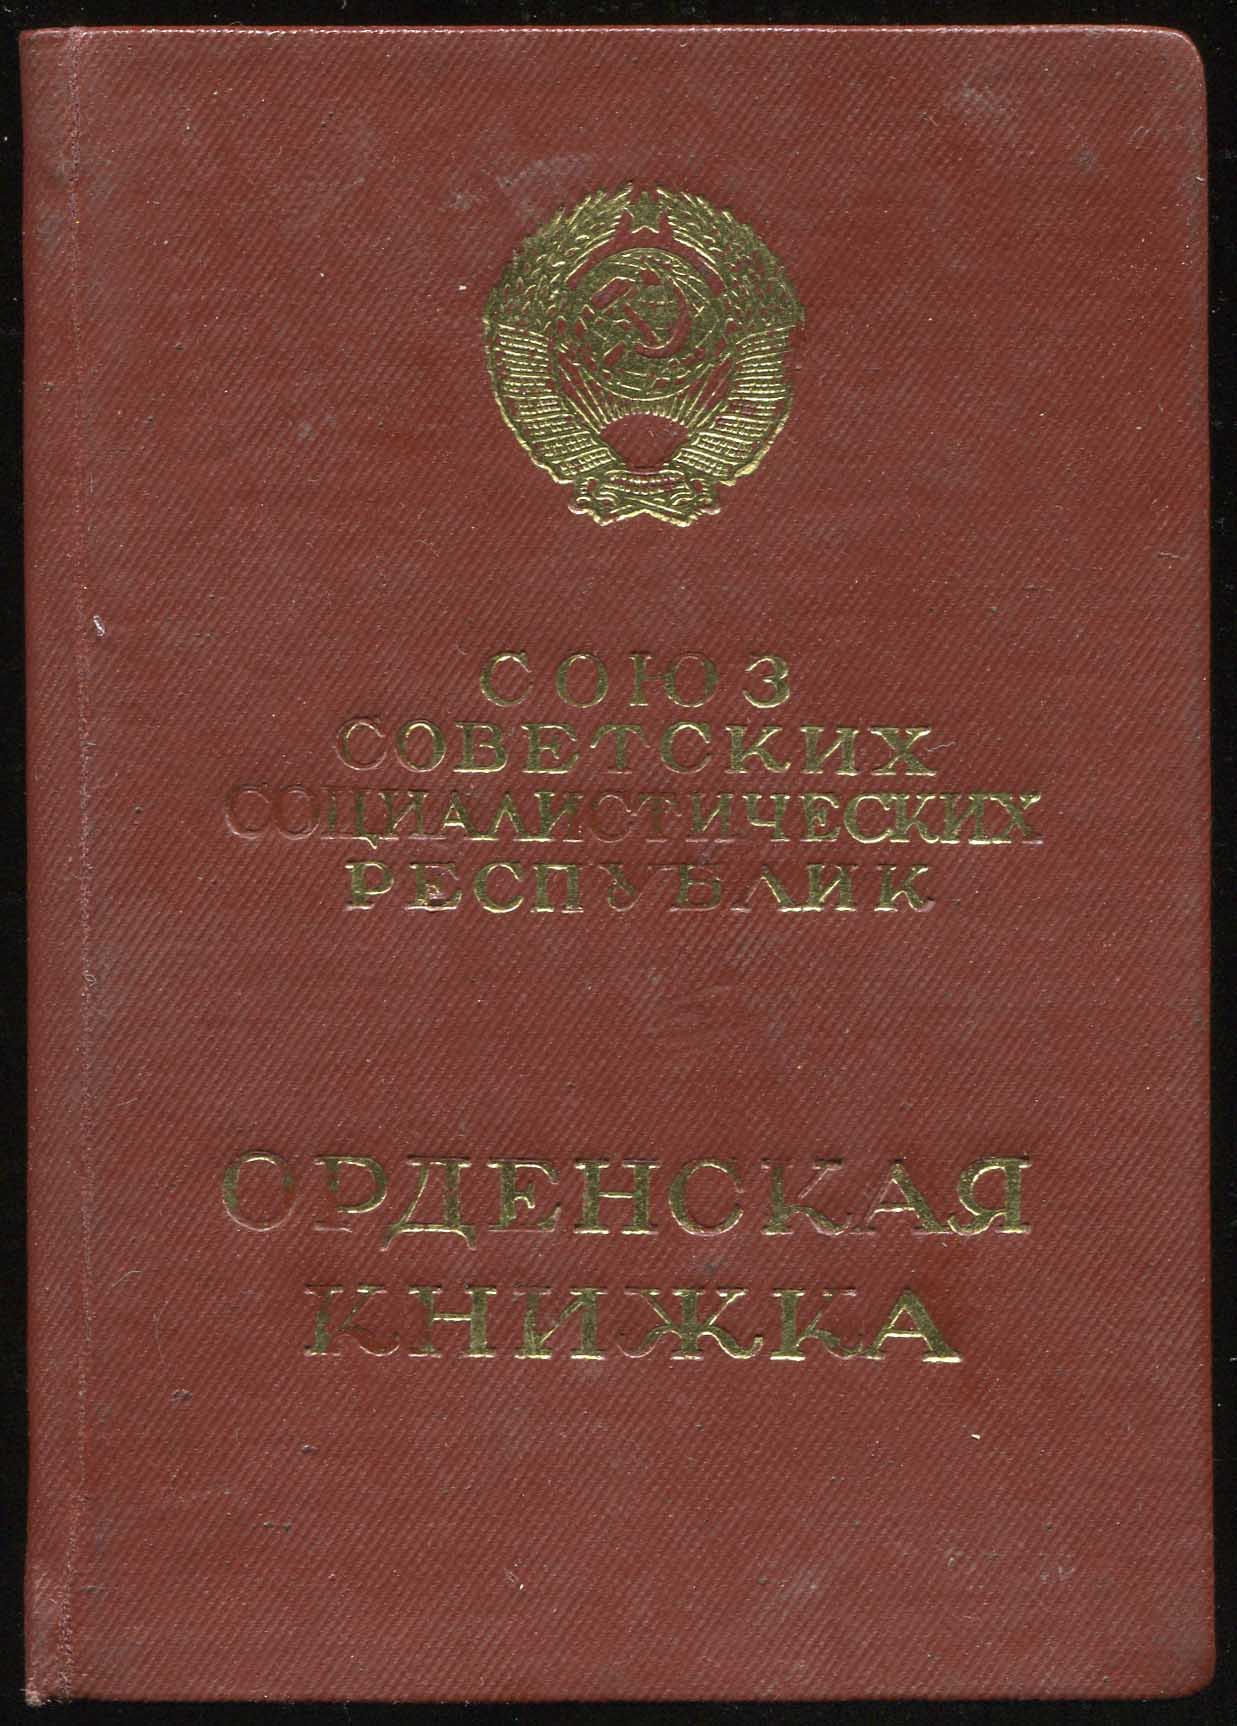 СОЮЗ
СОВЕТСКИХ
СОЦИАЛИСТИЧЕСКИХ
РЕСПУБЛИК
ОРДЕНСКАЯ
КНИЖКА